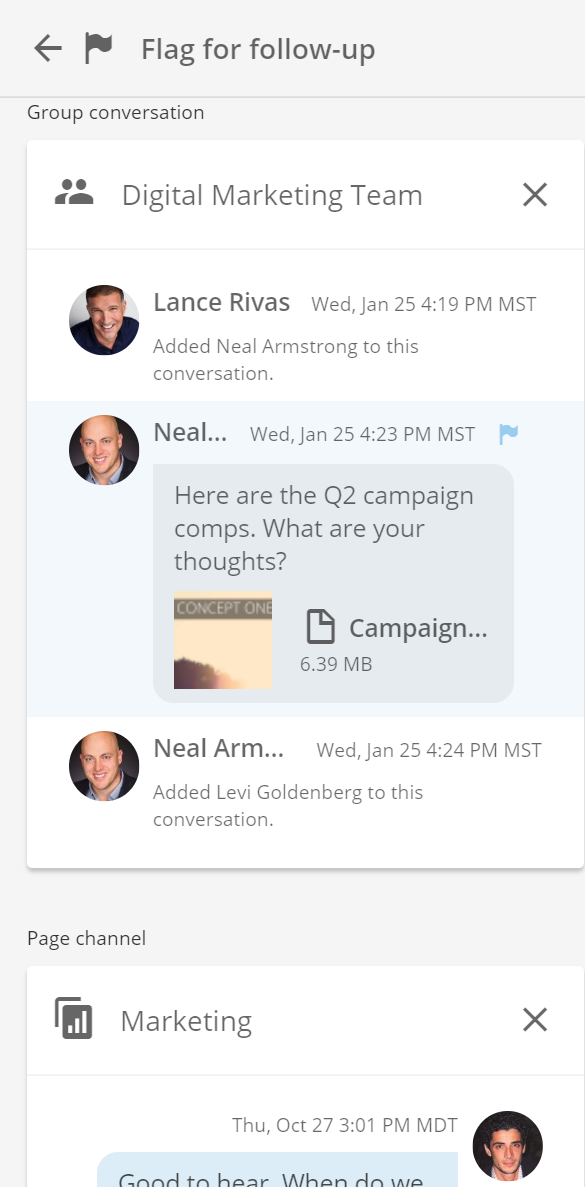 Flag for follow-up
Group conversation
Digital Marketing Team
Lance Rivas Wed, Jan 25 4:19 PM MST
Added Neal Armstrong to this
conversation.
Neal... Wed, Jan 25 4:23 PM MST
Here are the Q2 campaign
comps. What are your
thoughts?
CONCEPT ONE
Campaign...
6.39 MB
Neal Arm... Wed, Jan 25 4:24 PM MST
Added Levi Goldenberg to this
conversation.
Page channel
Marketing
Thu, Oct 27 3:01 PM MDT
Good to hear. When do we